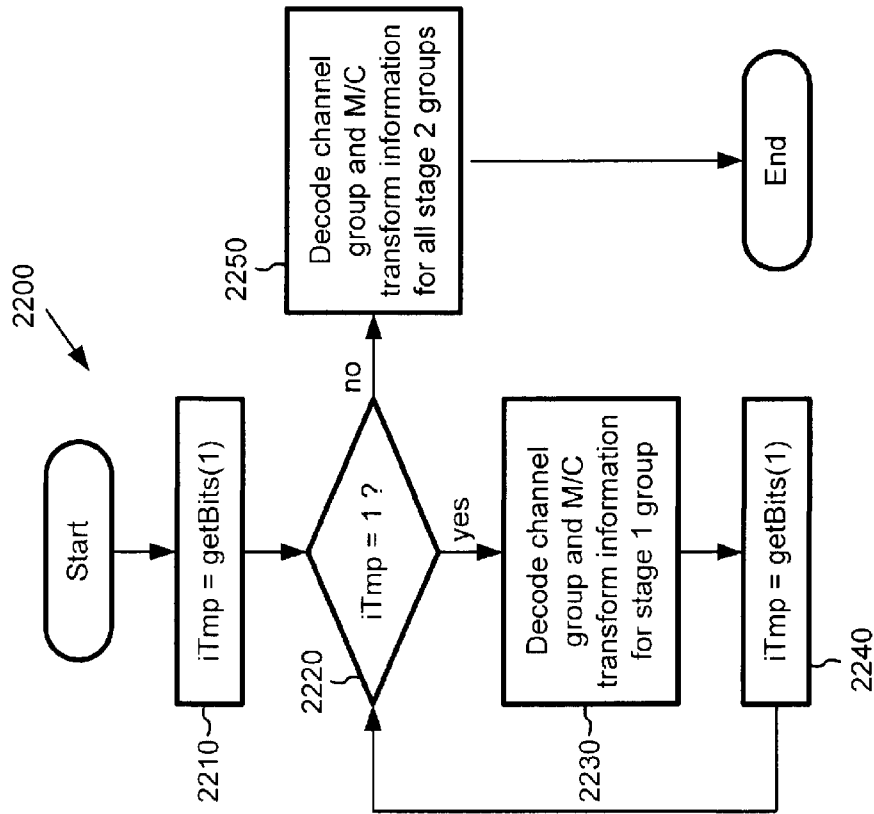 2200
Start
2210
iTmp = getBits(1)
2220
iTmp = 1 ?
no
yes
2250
Decode channel
group and M/C
transform information
for all stage 2 groups
2230
Decode channel
group and M/C
transform information
for stage 1 group
2240
iTmp = getBits(1)
End